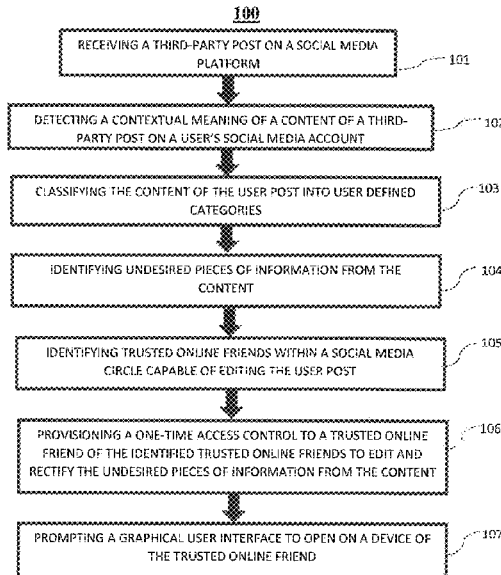 100
RECEIVING A THIRD-PARTY POST ON A SOCIAL MEDIA
PLATFORM
101
DETECTING A CONTEXTUAL MEANING OF A CONTENT OF A THIRD-
PARTY POST ON A USER'S SOCIAL MEDIA ACCOUNT
102
CLASSIFYING THE CONTENT OF THE USER POST INTO USER DEFINED
CATEGORIES
103
IDENTIFYING UNDESIRED PIECES OF INFORMATION FROM THE
CONTENT
104
IDENTIFYING TRUSTED ONLINE FRIENDS WITHIN A SOCIAL MEDIA
CIRCLE CAPABLE OF EDITING THE USER POST
105
PROVISIONING A ONE-TIME ACCESS CONTROL TO A TRUSTED ONLINE
FRIEND OF THE IDENTIFIED TRUSTED ONLINE FRIENDS TO EDIT AND
RECTIFY THE UNDESIRED PIECES OF INFORMATION FROM THE CONTENT
106
PROMPTING A GRAPHICAL USER INTERFACE TO OPEN ON A DEVICE OF
THE TRUSTED ONLINE FRIEND
107